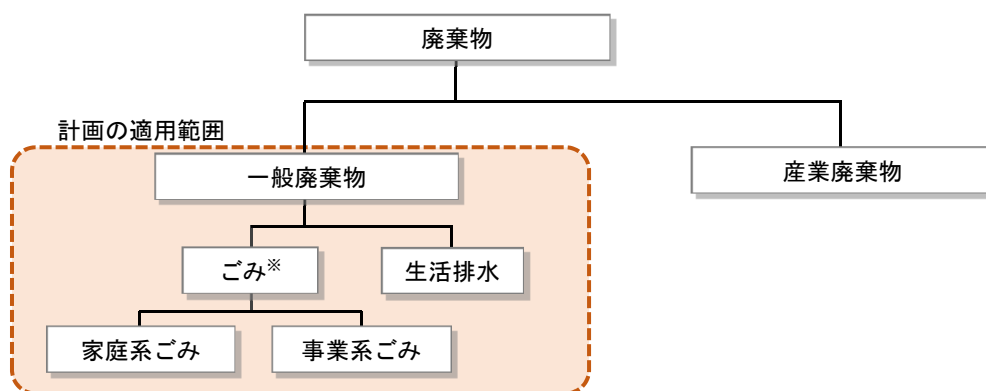 廃棄物
計画の適用範囲
一般廃棄物
産業廃棄物
ごみ※
生活排水
家庭系ごみ
事業系ごみ